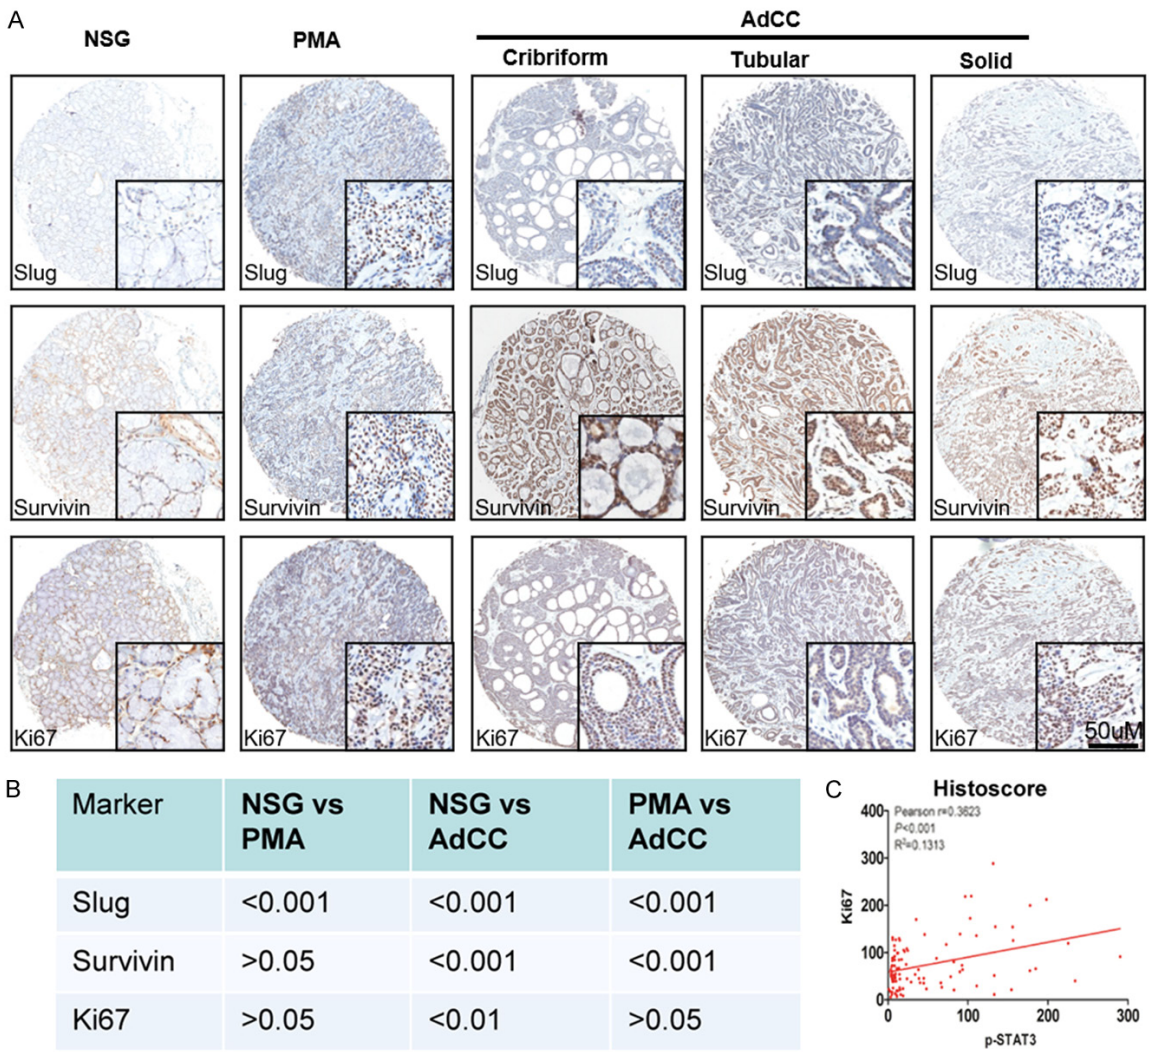 A
NSG
PMA
AdCC
Cribriform
Tubular
Solid
Slug
Slug
Slug
Slug
Slug
Survivin
Survivin
Survivin
Survivin
Survivin
Ki67
Ki67
Ki67
Ki67
Ki67
50uM
B
Marker
NSG vs
PMA
NSG vs
AdCC
PMA vs
AdCC
Slug
<0.001
<0.001
<0.001
Survivin
>0.05
<0.001
<0.001
Ki67
>0.05
<0.01
>0.05
C
Histoscore
Pearson r=0.3623
P<0.001
R²=0.1313
Ki67
400
300
200
100
0
0
100
200
300
p-STAT3